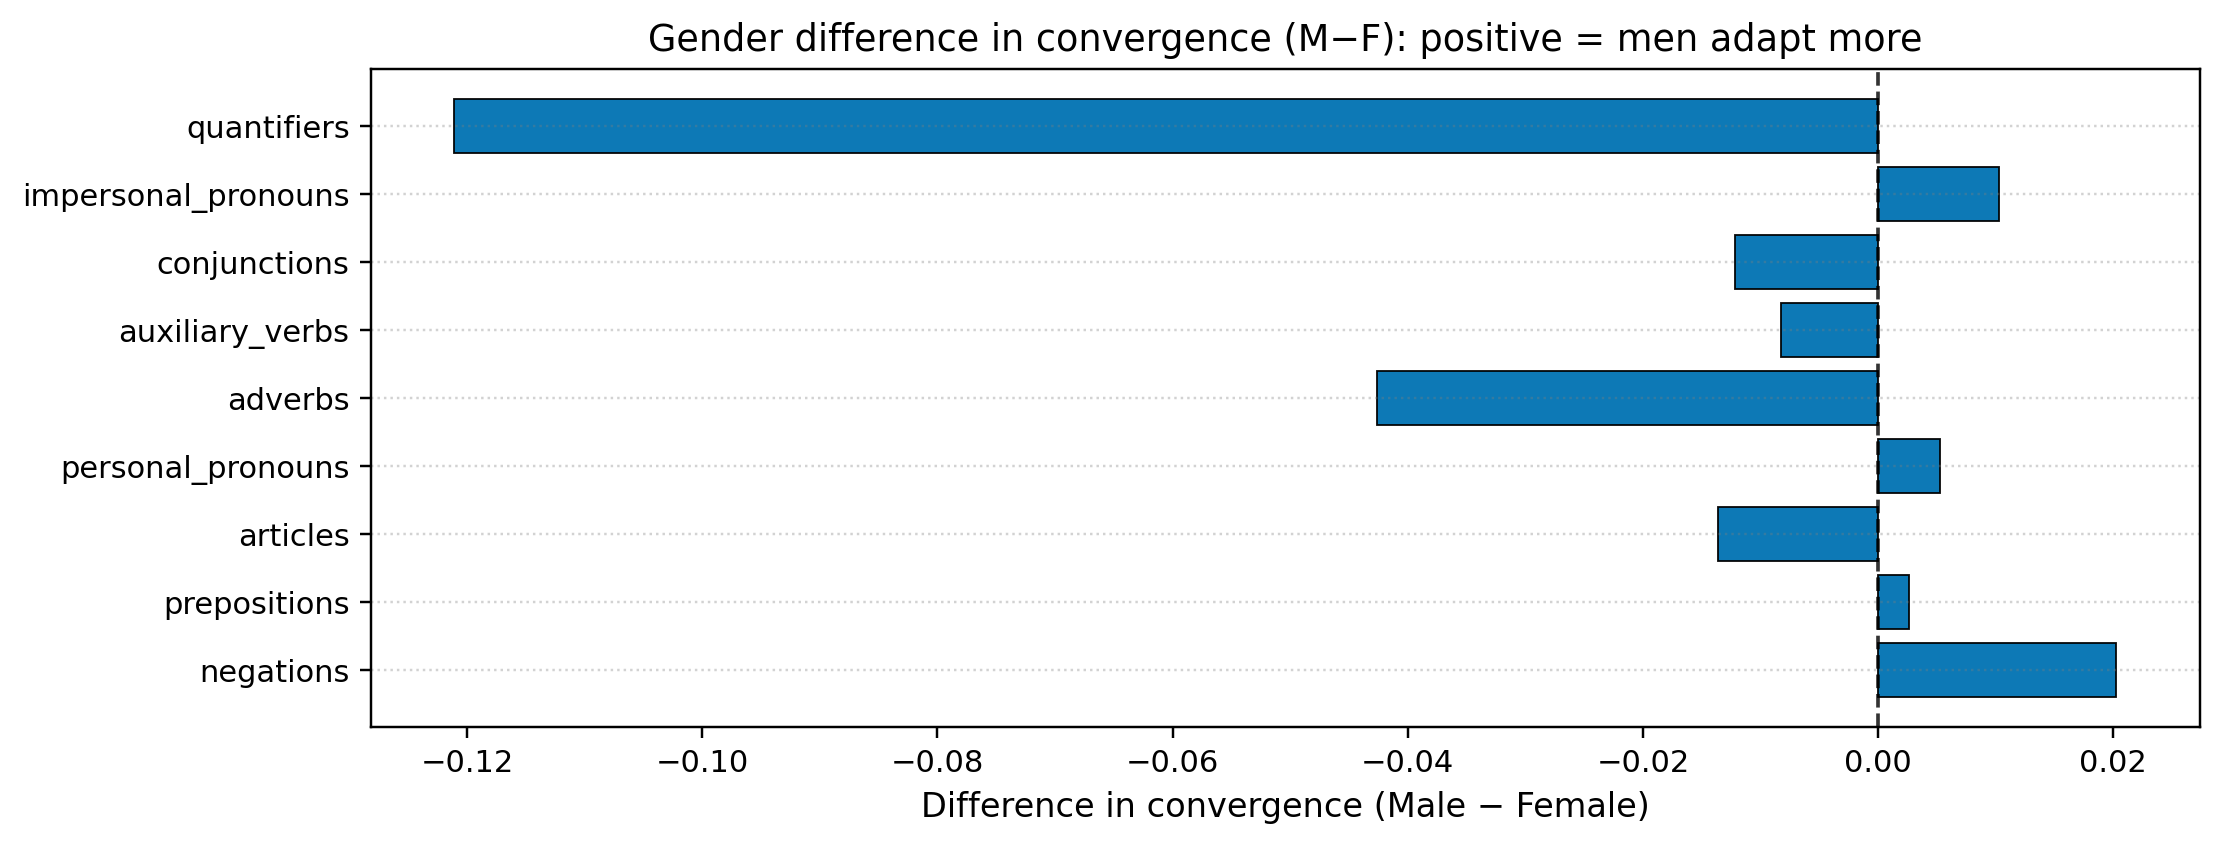 Gender difference in convergence (M−F): positive = men adapt more
quantifiers
impersonal_pronouns
conjunctions
auxiliary_verbs
adverbs
personal_pronouns
articles
prepositions
negations
−0.12 −0.10 −0.08 −0.06 −0.04 −0.02 0.00 0.02
Difference in convergence (Male − Female)